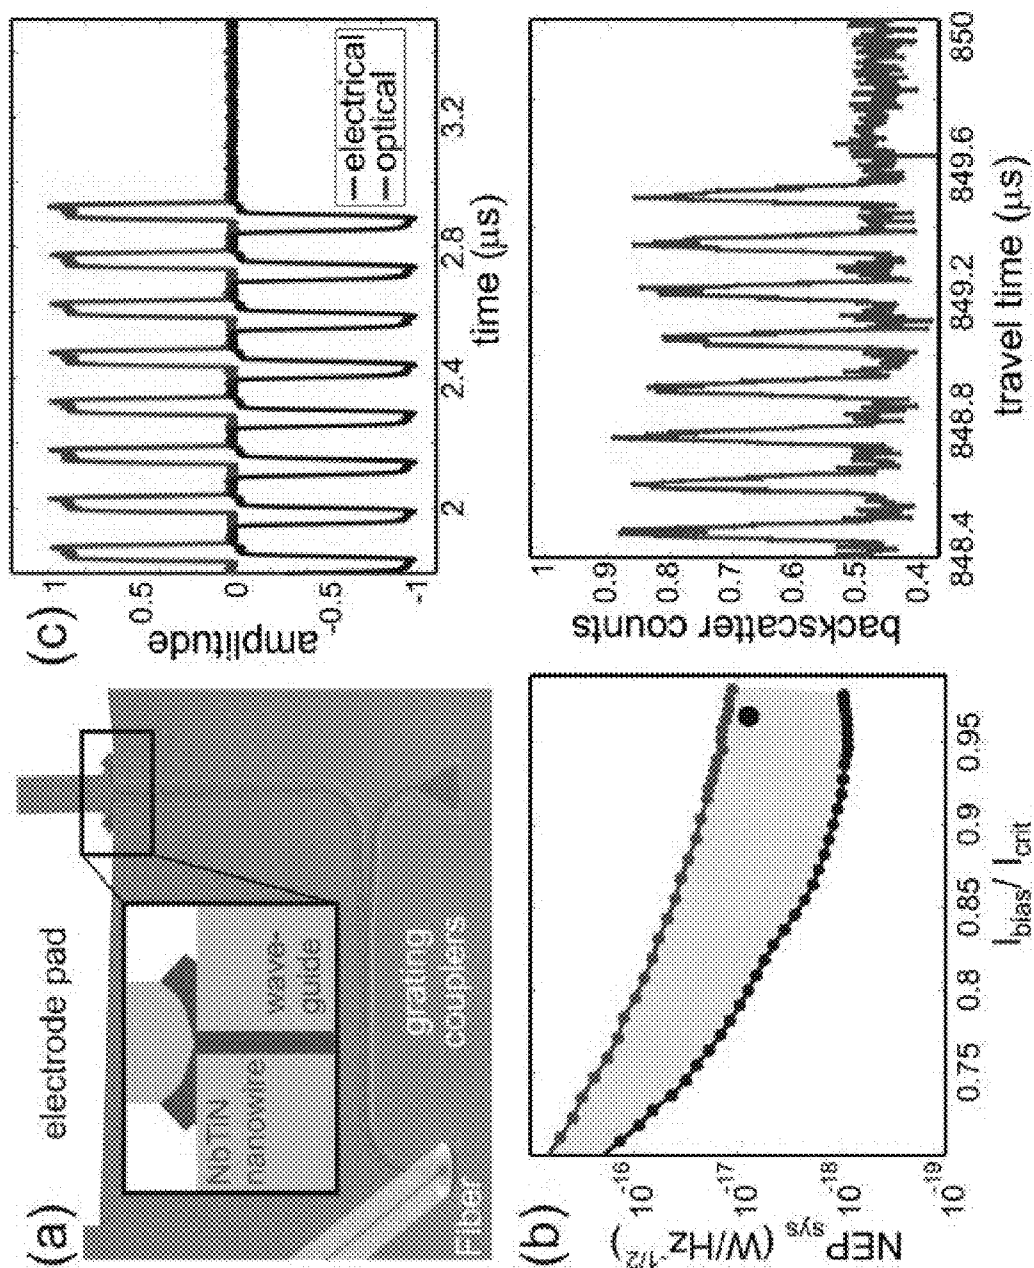 (a)
electrode pad
NbTiN
nanowire
wave-
guide
grating
couplers
Fiber
(b)
NEP_sys (W/Hz^-1/2)
10^-16
10^-17
10^-18
10^-19
0.75
0.8
0.85
0.9
0.95
I_bias/ I_crit
(c)
amplitude
1
0.5
0
-0.5
-1
electrical
optical
2
2.4
2.8
3.2
time (μs)
backscatter counts
1
0.9
0.8
0.7
0.6
0.5
0.4
848.4
848.8
849.2
849.6
850
travel time (μs)